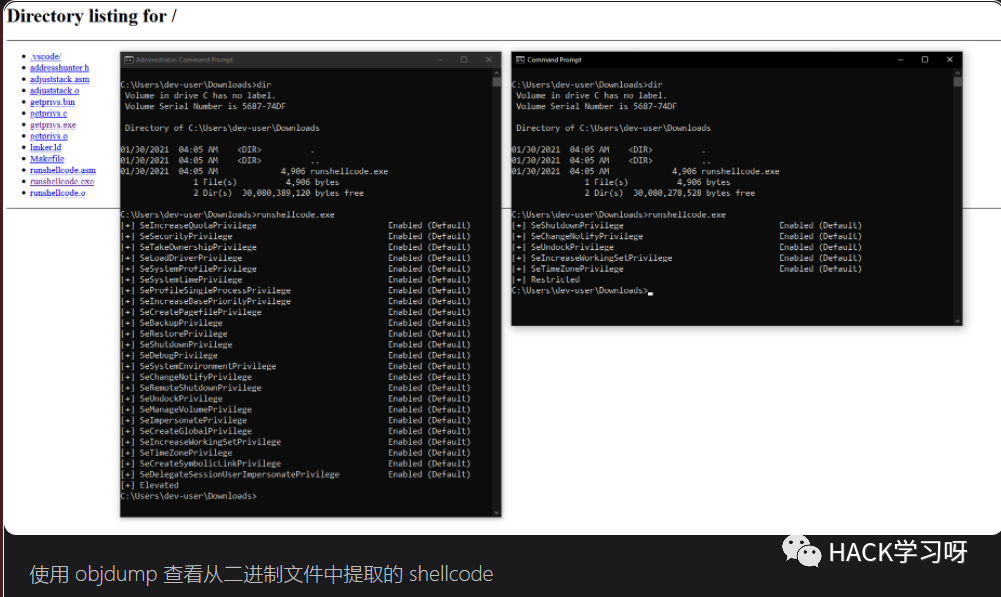 Directory listing for /
.vscode/
addresshunter.h
adjuststack.asm
adjuststack.o
getprivs.bin
getprivs.c
getprivs.exe
getprivs.o
linker.ld
Makefile
runshellcode.asm
runshellcode.exe
runshellcode.o
Administrator: Command Prompt
C:\Users\dev-user\Downloads>dir
Volume in drive C has no label.
Volume Serial Number is 5687-74DF
Directory of C:\Users\dev-user\Downloads
01/30/2021 04:05 AM <DIR> .
01/30/2021 04:05 AM <DIR> ..
01/30/2021 04:05 AM 4,906 runshellcode.exe
1 File(s) 4,906 bytes
2 Dir(s) 30,080,389,120 bytes free
C:\Users\dev-user\Downloads>runshellcode.exe
[+] SeIncreaseQuotaPrivilege Enabled (Default)
[+] SeSecurityPrivilege Enabled (Default)
[+] SeTakeOwnershipPrivilege Enabled (Default)
[+] SeLoadDriverPrivilege Enabled (Default)
[+] SeSystemProfilePrivilege Enabled (Default)
[+] SeSystemtimePrivilege Enabled (Default)
[+] SeProfileSingleProcessPrivilege Enabled (Default)
[+] SeIncreaseBasePriorityPrivilege Enabled (Default)
[+] SeCreatePagefilePrivilege Enabled (Default)
[+] SeBackupPrivilege Enabled (Default)
[+] SeRestorePrivilege Enabled (Default)
[+] SeShutdownPrivilege Enabled (Default)
[+] SeDebugPrivilege Enabled (Default)
[+] SeSystemEnvironmentPrivilege Enabled (Default)
[+] SeChangeNotifyPrivilege Enabled (Default)
[+] SeRemoteShutdownPrivilege Enabled (Default)
[+] SeUndockPrivilege Enabled (Default)
[+] SeManageVolumePrivilege Enabled (Default)
[+] SeImpersonatePrivilege Enabled (Default)
[+] SeCreateGlobalPrivilege Enabled (Default)
[+] SeIncreaseWorkingSetPrivilege Enabled (Default)
[+] SeTimeZonePrivilege Enabled (Default)
[+] SeCreateSymbolicLinkPrivilege Enabled (Default)
[+] SeDelegateSessionUserImpersonatePrivilege Enabled (Default)
[+] Elevated
C:\Users\dev-user\Downloads>
Command Prompt
C:\Users\dev-user\Downloads>dir
Volume in drive C has no label.
Volume Serial Number is 5687-74DF
Directory of C:\Users\dev-user\Downloads
01/30/2021 04:05 AM <DIR> .
01/30/2021 04:05 AM <DIR> ..
01/30/2021 04:05 AM 4,906 runshellcode.exe
1 File(s) 4,906 bytes
2 Dir(s) 30,080,278,528 bytes free
C:\Users\dev-user\Downloads>runshellcode.exe
[+] SeShutdownPrivilege Enabled (Default)
[+] SeChangeNotifyPrivilege Enabled (Default)
[+] SeUndockPrivilege Enabled (Default)
[+] SeIncreaseWorkingSetPrivilege Enabled (Default)
[+] SeTimeZonePrivilege Enabled (Default)
[+] Restricted
C:\Users\dev-user\Downloads>
HACK学习呀
使用 objdump 查看从二进制文件中提取的 shellcode